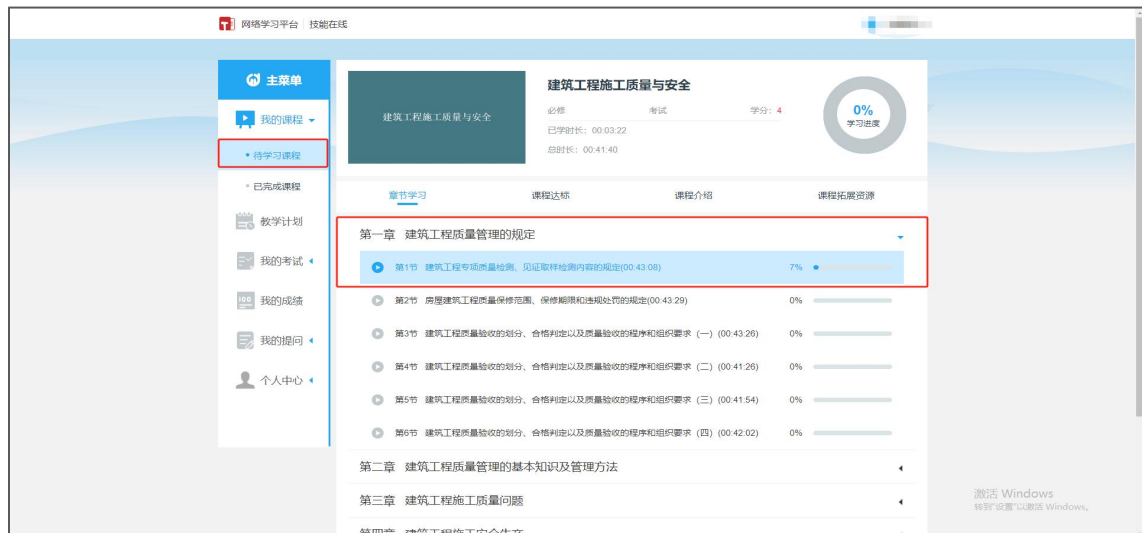 网络学习平台 技能在线
主菜单
我的课程
待学习课程
已完成课程
教学计划
我的考试
100
我的成绩
我的提问
个人中心
建筑工程施工质量与安全
建筑工程施工质量与安全
必修 考试 学分: 4
已学时长: 00:03:22
总时长: 00:41:40
0%
学习进度
章节学习 课程达标 课程介绍 课程拓展资源
第一章 建筑工程质量管理的规定
第1节 建筑工程专项质量检测、见证取样检测内容的规定(00:43:08) 7%
第2节 房屋建筑工程质量保修范围、保修期限和违规处罚的规定(00:43:29) 0%
第3节 建筑工程质量验收的划分、合格判定以及质量验收的程序和组织要求 (一) (00:43:26) 0%
第4节 建筑工程质量验收的划分、合格判定以及质量验收的程序和组织要求 (二) (00:41:26) 0%
第5节 建筑工程质量验收的划分、合格判定以及质量验收的程序和组织要求 (三) (00:41:54) 0%
第6节 建筑工程质量验收的划分、合格判定以及质量验收的程序和组织要求 (四) (00:42:02) 0%
第二章 建筑工程质量管理的基本知识及管理方法
第三章 建筑工程施工质量问题
第四章 建筑工程施工安全生产
激活 Windows
转到"设置"以激活 Windows。